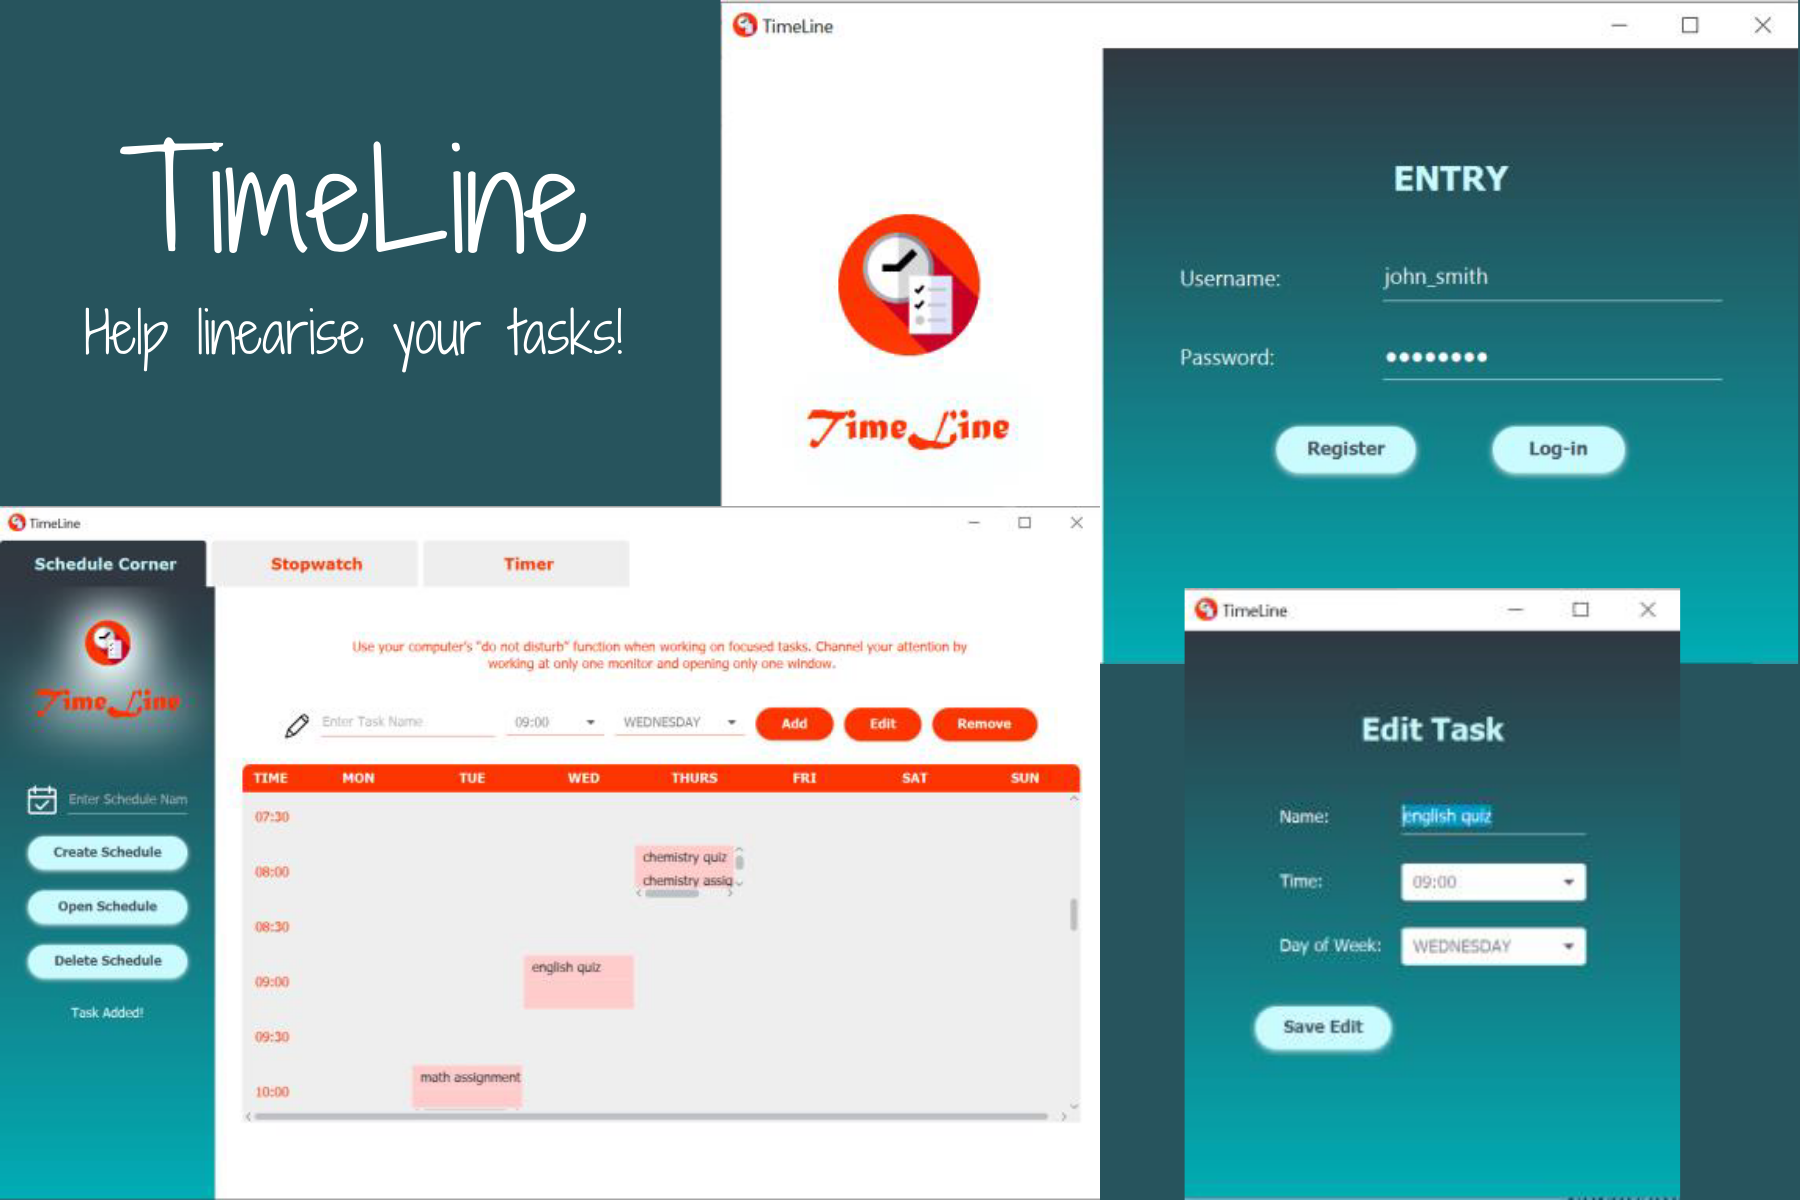 TimeLine
Help linearise your tasks!
TimeLine
TimeLine
ENTRY
Username: john_smith
Password: ••••••••
Register Log-in
TimeLine
Schedule Corner Stopwatch Timer
TimeLine
Enter Schedule Nam
Create Schedule
Open Schedule
Delete Schedule
Task Added!
Use your computer's "do not disturb" function when working on focused tasks. Channel your attention by
working at only one monitor and opening only one window.
Enter Task Name 09:00 WEDNESDAY Add Edit Remove
TIME MON TUE WED THURS FRI SAT SUN
07:30
chemistry quiz
08:00
chemistry assig
08:30
english quiz
09:00
09:30
math assignment
10:00
TimeLine
Edit Task
Name: english quiz
Time: 09:00
Day of Week: WEDNESDAY
Save Edit